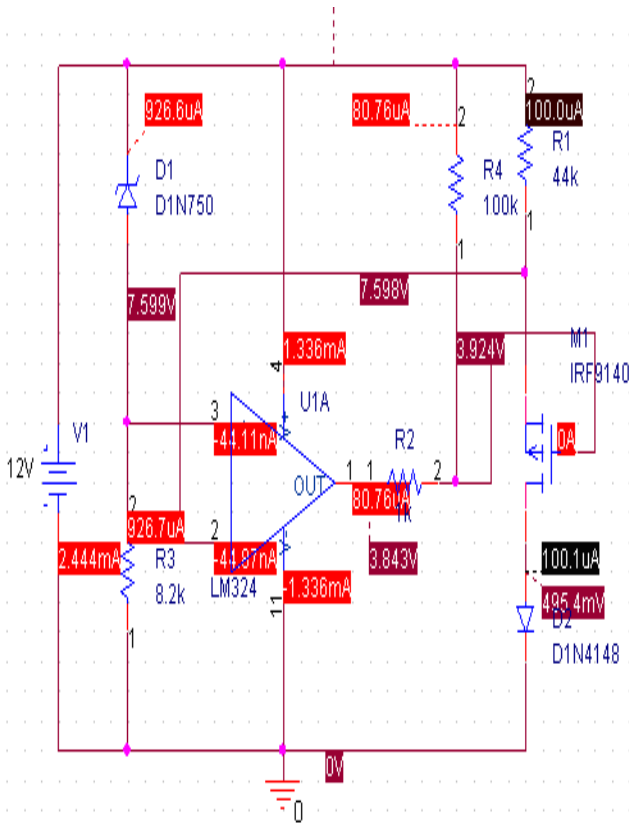 926.6uA
80.76uA
2
2
100.0uA
D1
D1N750
R4
100k
R1
44k
1
1
7.599V
7.598V
4
1.336mA
3.924V
M1
IRF9140
U1A
3
-44.11nA
0A
V1
12V
R2
OUT
1
1
2
80.76uA
1k
2
926.7uA
2
-44.97nA
3.843V
2.444mA
R3
8.2k
LM324
-1.336mA
11
100.1uA
495.4mV
D2
D1N4148
1
0V
0